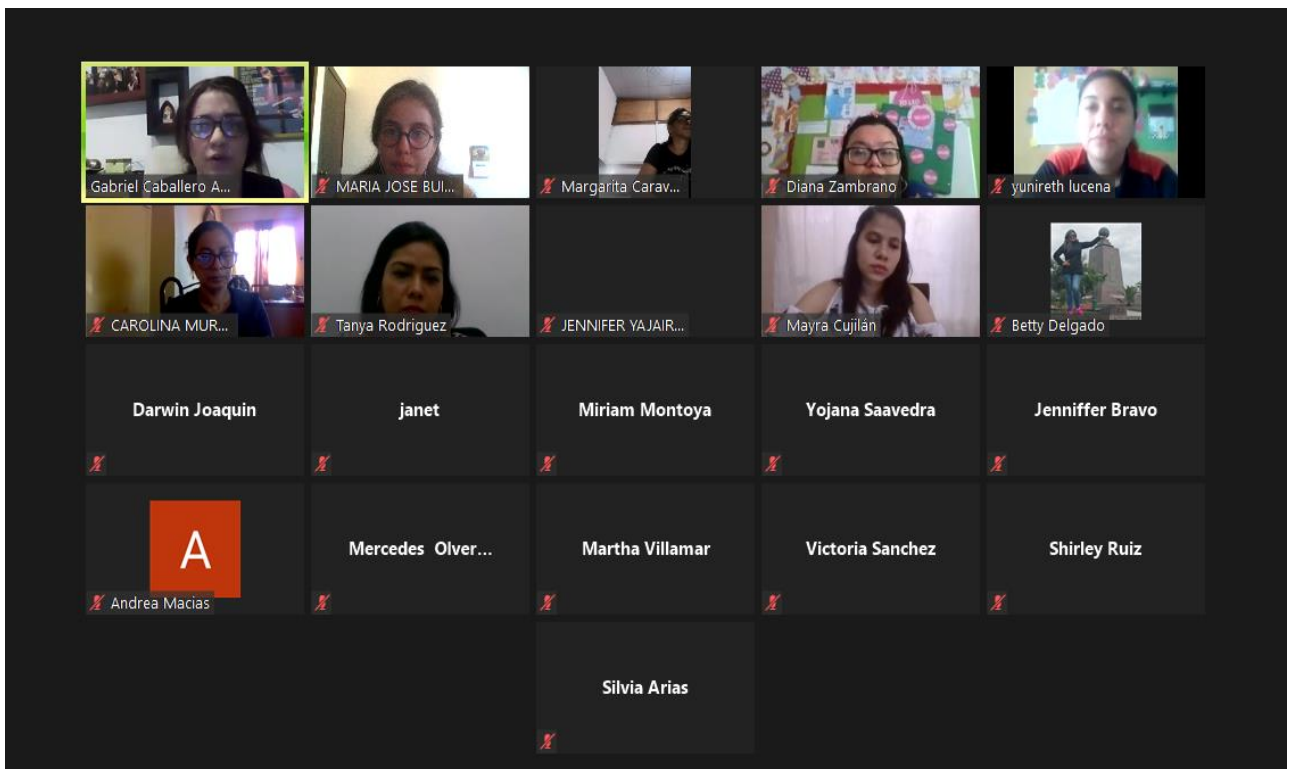 Gabriel Caballero A...
MARIA JOSE BUI...
Margarita Carav...
Diana Zambrano
yunireth lucena
CAROLINA MUR...
Tanya Rodriguez
JENNIFER YAJAIR...
Mayra Cujilán
Betty Delgado
Darwin Joaquin
janet
Miriam Montoya
Yojana Saavedra
Jenniffer Bravo
A
Andrea Macias
Mercedes Olver...
Martha Villamar
Victoria Sanchez
Shirley Ruiz
Silvia Arias